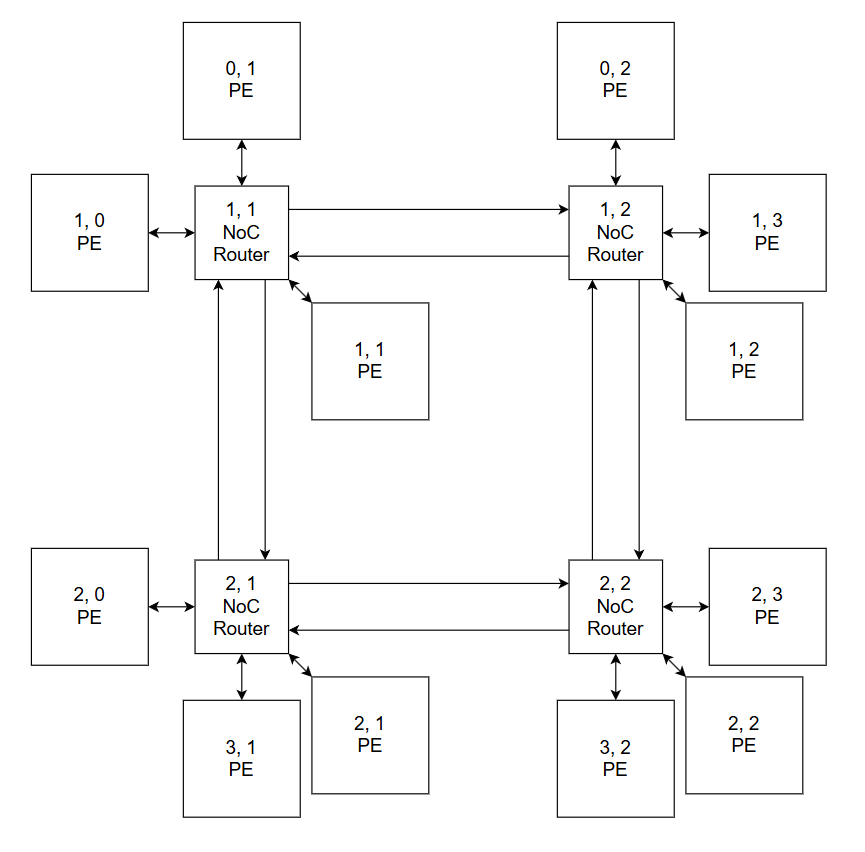 0, 1
PE
0, 2
PE
1, 0
PE
1, 1
NoC
Router
1, 2
NoC
Router
1, 3
PE
1, 1
PE
1, 2
PE
2, 0
PE
2, 1
NoC
Router
2, 2
NoC
Router
2, 3
PE
3, 1
PE
2, 1
PE
3, 2
PE
2, 2
PE